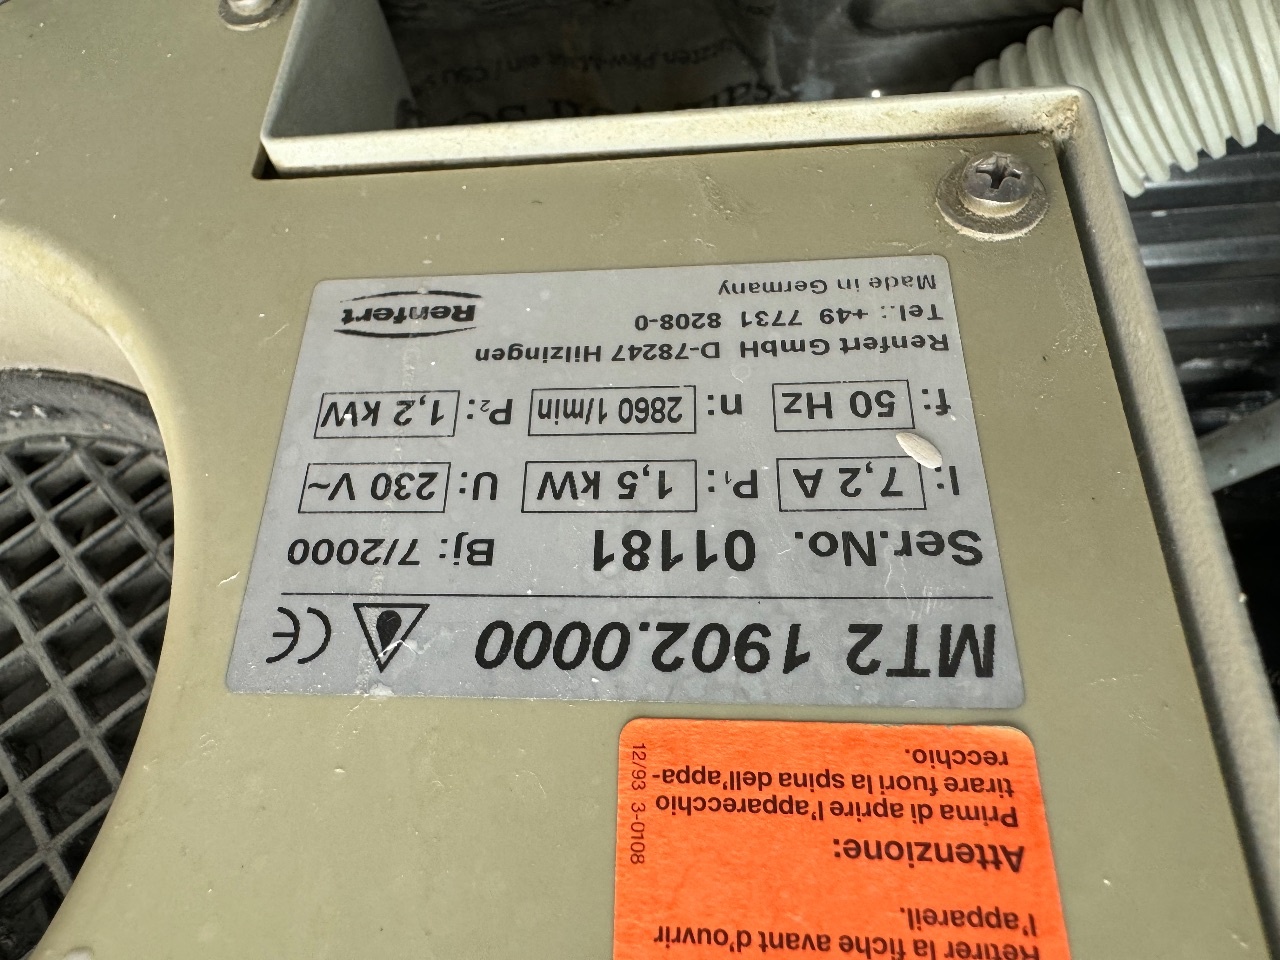 MT2 1902.0000 CE
Ser.No. 01181 Bj: 7/2000
I: 7,2 A P₁: 1,5 kW U: 230 V~
f: 50 Hz n: 2860 1/min P₂: 1,2 kW
Renfert GmbH D-78247 Hilzingen
Tel.: +49 7731 8208-0
Made in Germany
Renfert
Retirer la fiche avant d'ouvrir
l'appareil.
Attenzione:
Prima di aprire l'apparecchio
tirare fuori la spina dell'appa-
recchio.
12/93 3-0108